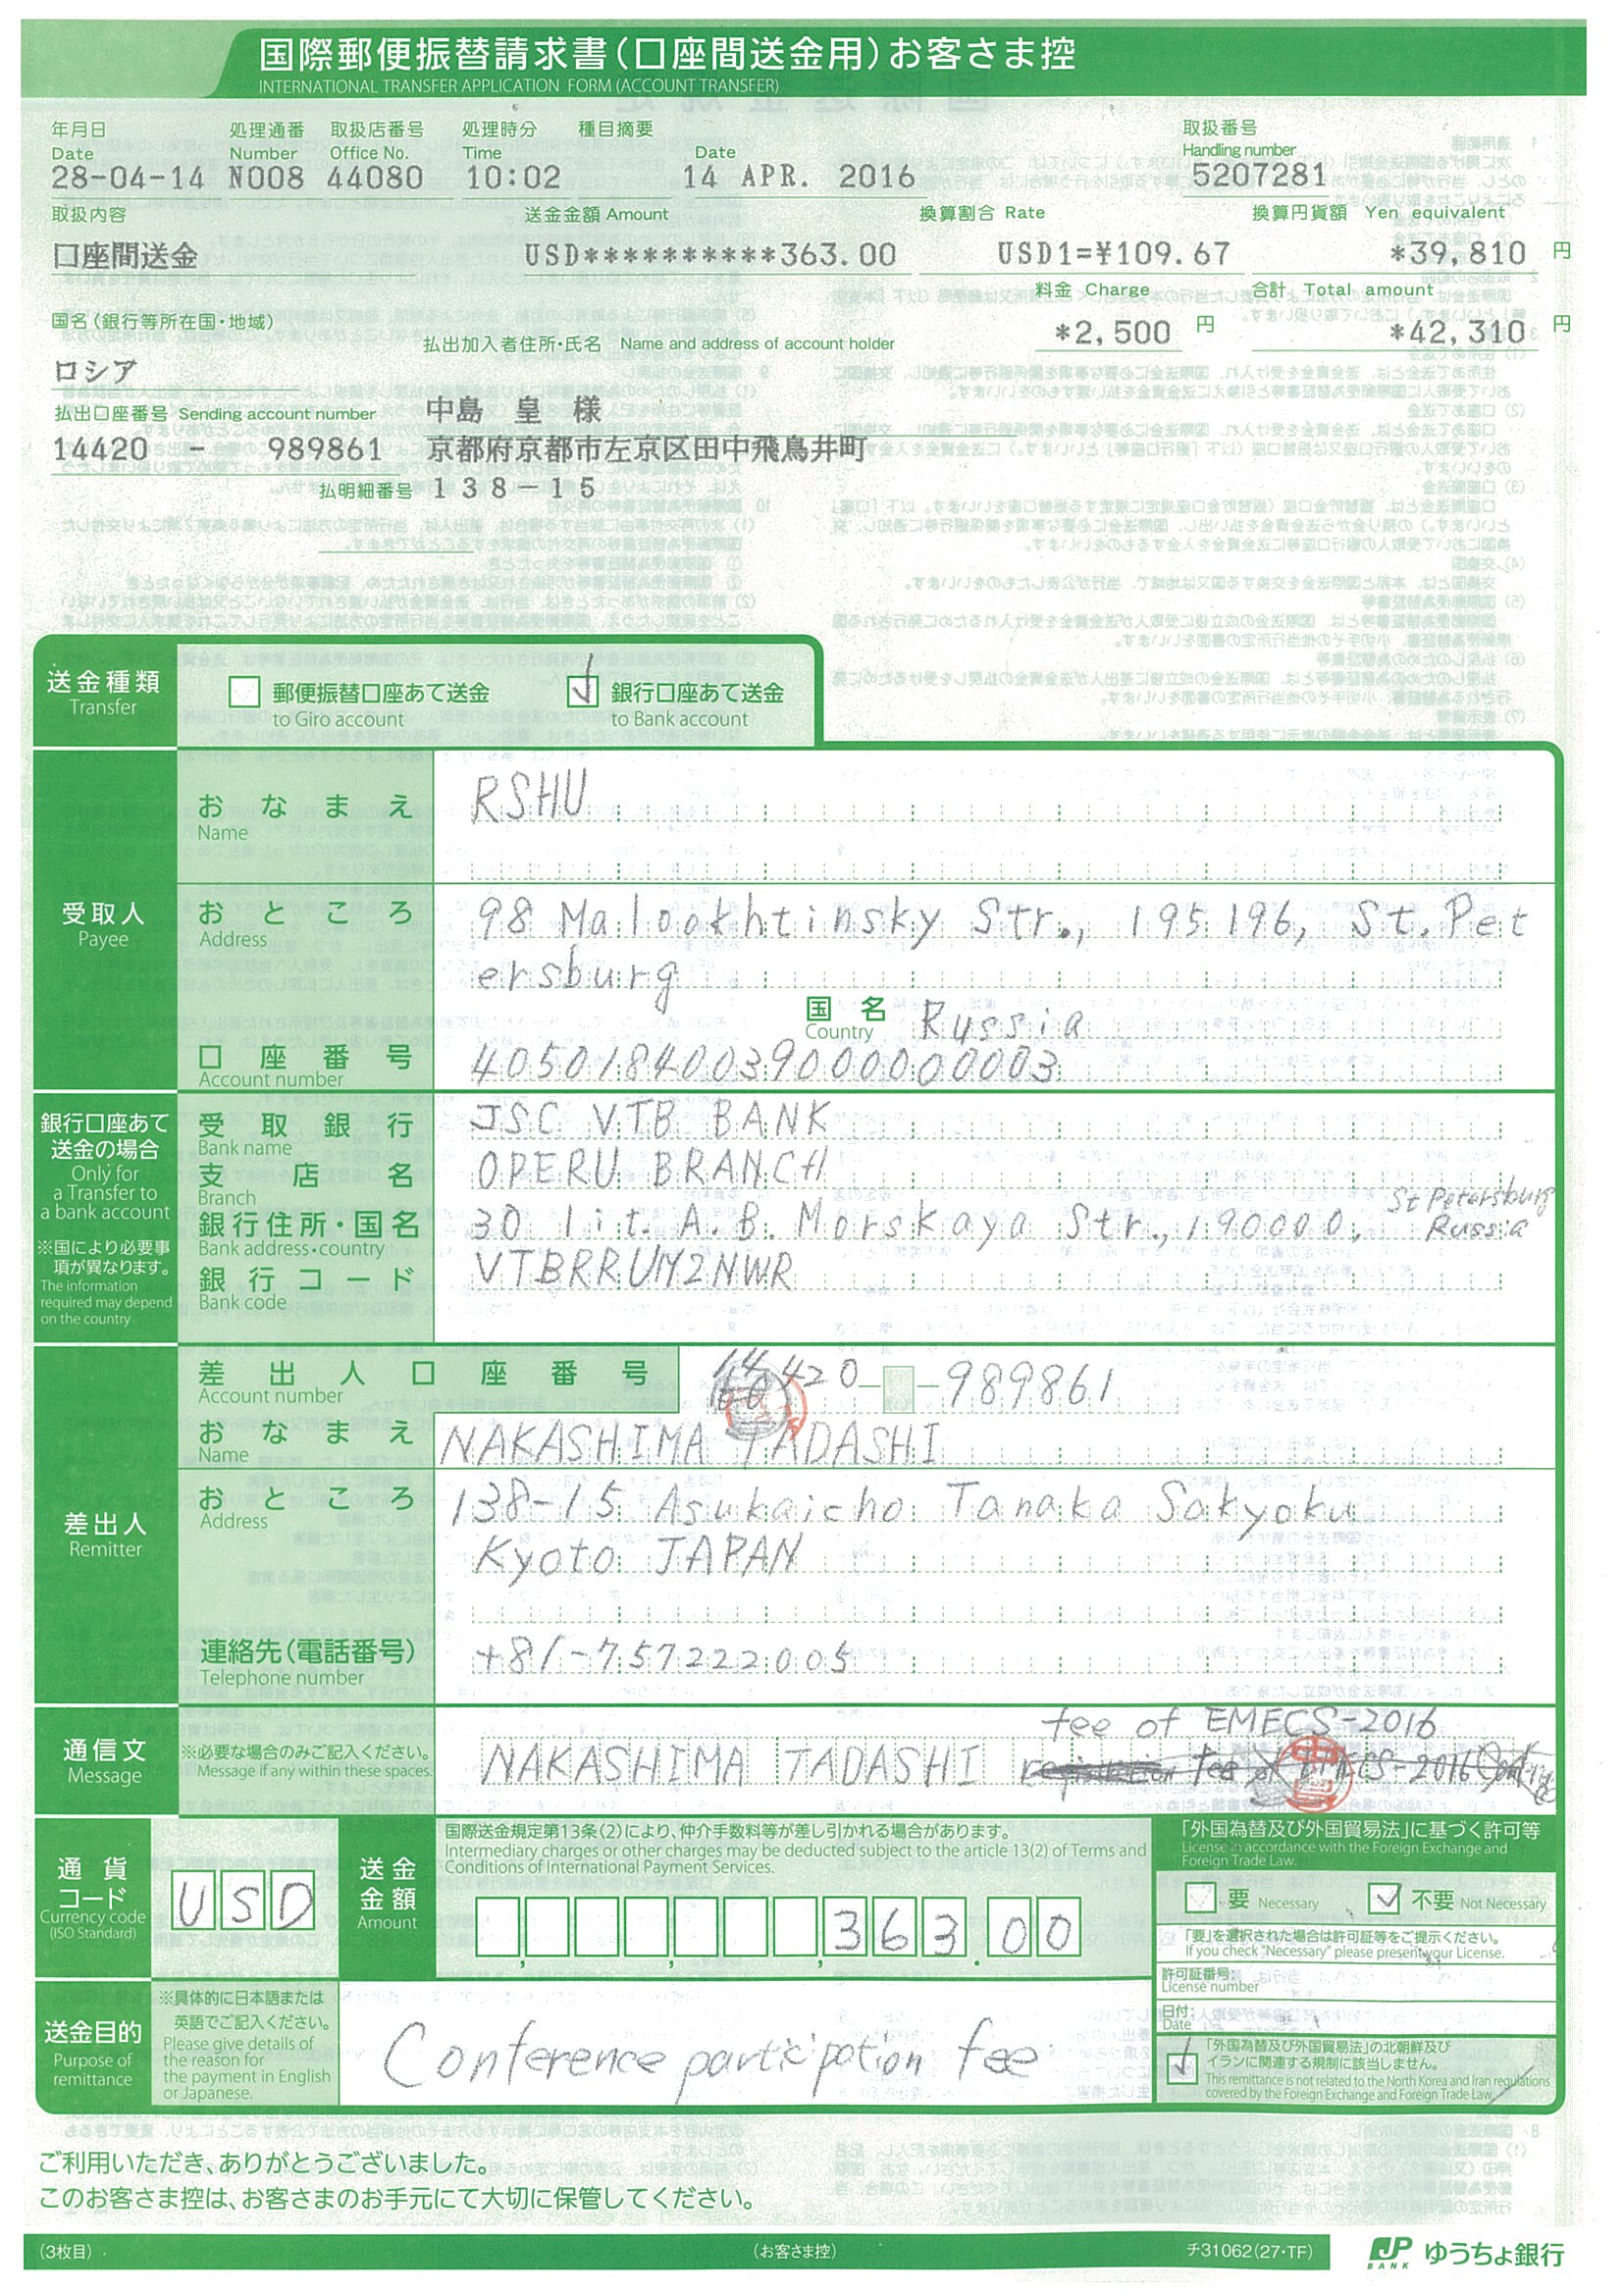 国際郵便振替請求書(口座間送金用)お客さま控
INTERNATIONAL TRANSFER APPLICATION FORM (ACCOUNT TRANSFER)
年月日 処理通番 取扱店番号 処理時分 種目摘要 取扱番号
Date Number Office No. Time Date Handling number
28-04-14 N008 44080 10:02 14 APR. 2016 5207281
取扱内容 送金金額 Amount 換算割合 Rate 換算円貨額 Yen equivalent
口座間送金 USD**********363.00 USD1=¥109.67 *39,810 円
料金 Charge 合計 Total amount
*2,500 円 *42,310 円
国名(銀行等所在国・地域) 払出加入者住所・氏名 Name and address of account holder
ロシア
払出口座番号 Sending account number 中島 皇 様
14420 - 989861 京都府京都市左京区田中飛鳥井町
払明細番号 138-15
送金種類 郵便振替口座あて送金 銀行口座あて送金
Transfer to Giro account to Bank account
受取人
Payee
おなまえ RSHU
Name
おところ 98 Malookhtinsky Str., 195196, St.Pet
Address ersburg
国名 Russia
Country
口座番号 40501840039000000003
Account number
銀行口座あて送金の場合
Only for
a Transfer to
a bank account
※国により必要事
項が異なります。
The information
required may depend
on the country
受取銀行 JSC VTB BANK
Bank name
支店名 OPERU BRANCH
Branch
銀行住所・国名 30 lit. A.B. Morskaya Str.,190000, St Petersburg Russia
Bank address・country
銀行コード VTBRRUM2NWR
Bank code
差出人
Remitter
差出人口座番号 14420--989861
Account number
おなまえ NAKASHIMA TADASHI
Name
おところ 138-15 Asukaicho Tanaka Sakyoku
Address Kyoto JAPAN
連絡先(電話番号) +81-757222005
Telephone number
fee of EMECS-2016
通信文 ※必要な場合のみご記入ください。 NAKASHIMA TADASHI
Message Message if any within these spaces.
通貨
コード
Currency code
(ISO Standard)
USD
送金
金額
Amount
国際送金規定第13条(2)により、仲介手数料等が差し引かれる場合があります。
Intermediary charges or other charges may be deducted subject to the article 13(2) of Terms and
Conditions of International Payment Services.
363.00
「外国為替及び外国貿易法」に基づく許可等
License in accordance with the Foreign Exchange and
Foreign Trade Law.
要 Necessary 不要 Not Necessary
「要」を選択された場合は許可証等をご提示ください。
If you check "Necessary" please present your License.
許可証番号:
License number
日付:
Date
「外国為替及び外国貿易法」の北朝鮮及び
イランに関連する規制に該当しません。
This remittance is not related to the North Korea and Iran regulations
covered by the Foreign Exchange and Foreign Trade Law.
送金目的
Purpose of
remittance
※具体的に日本語または
英語でご記入ください。
Please give details of
the reason for
the payment in English
or Japanese.
Conference participation fee
ご利用いただき、ありがとうございました。
このお客さま控は、お客さまのお手元にて大切に保管してください。
(3枚目) (お客さま控) チ31062(27・TF) JP BANK ゆうちょ銀行